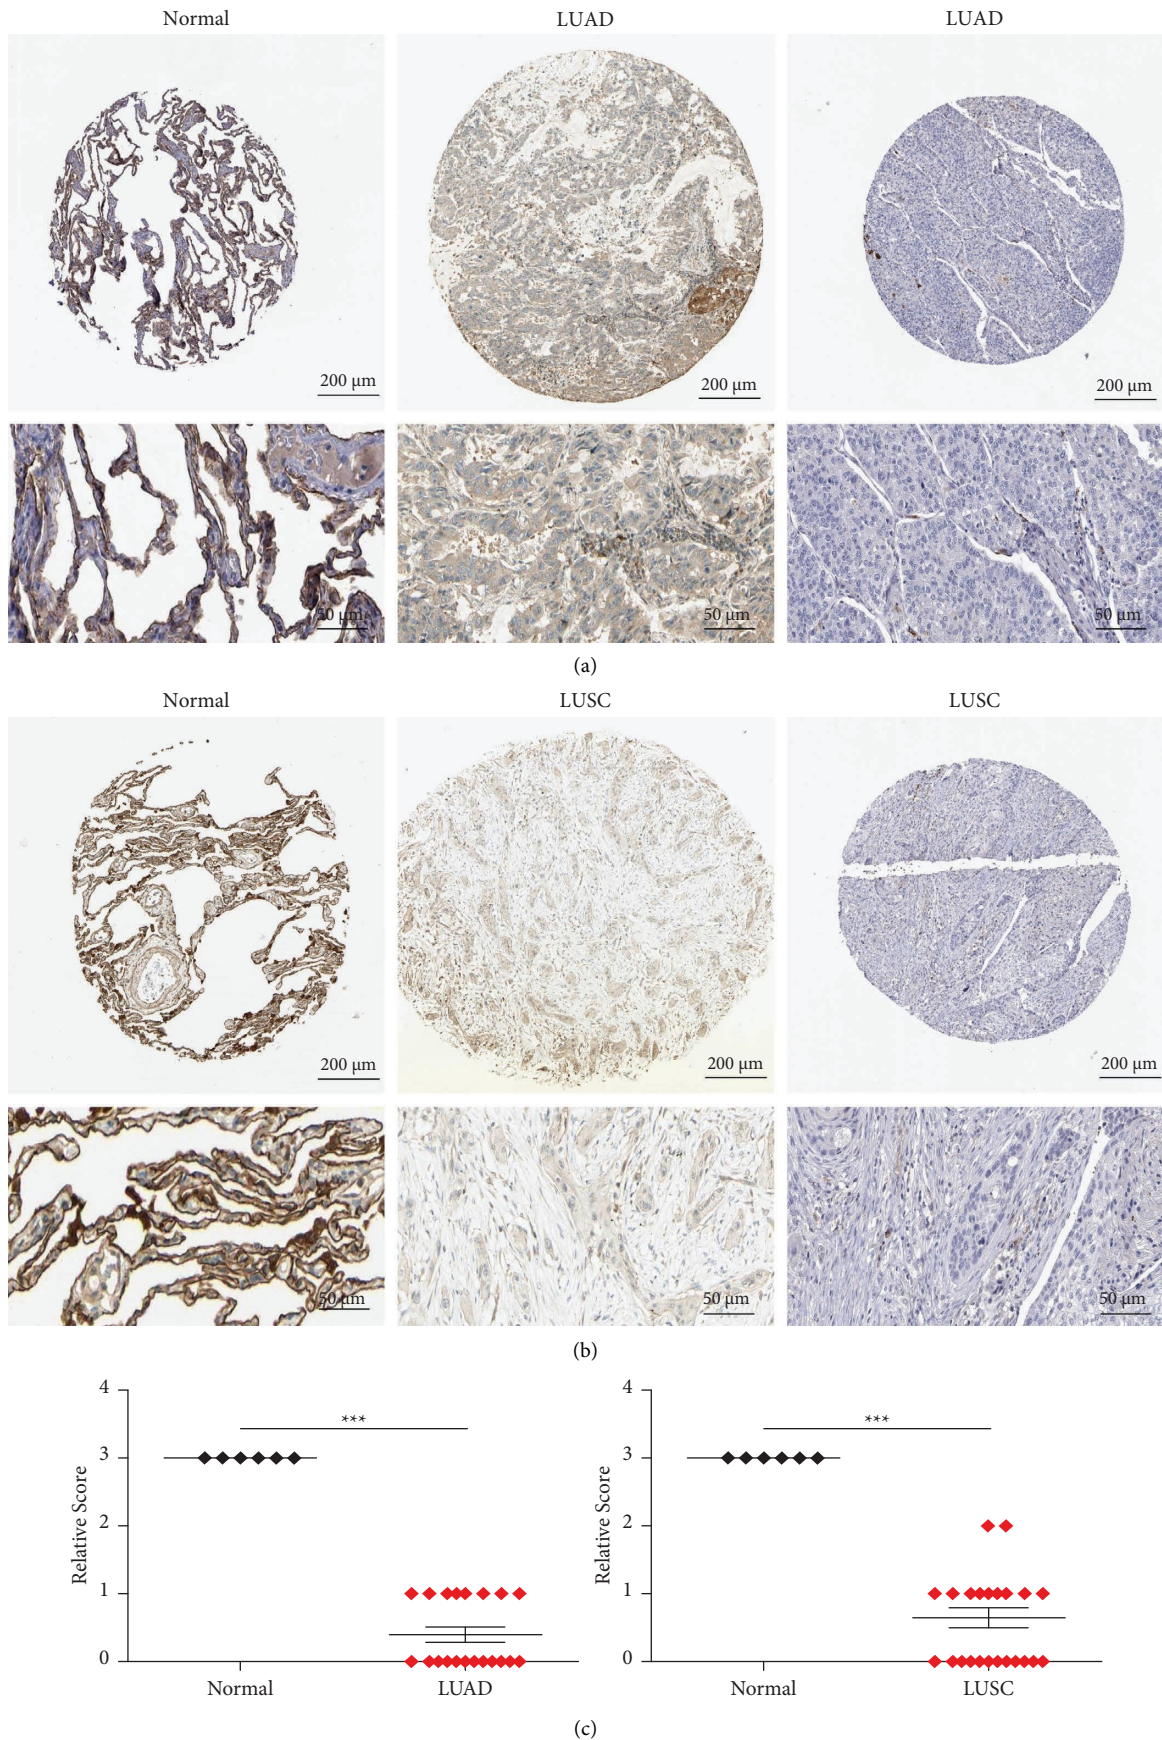 Normal LUAD LUAD
200 µm 200 µm 200 µm
50 µm 50 µm 50 µm
(a)
Normal LUSC LUSC
200 µm 200 µm 200 µm
50 µm 50 µm 50 µm
(b)
4 4
*** ***
3 3
2 2
Relative Score Relative Score
1 1
0 0
Normal LUAD Normal LUSC
(c)